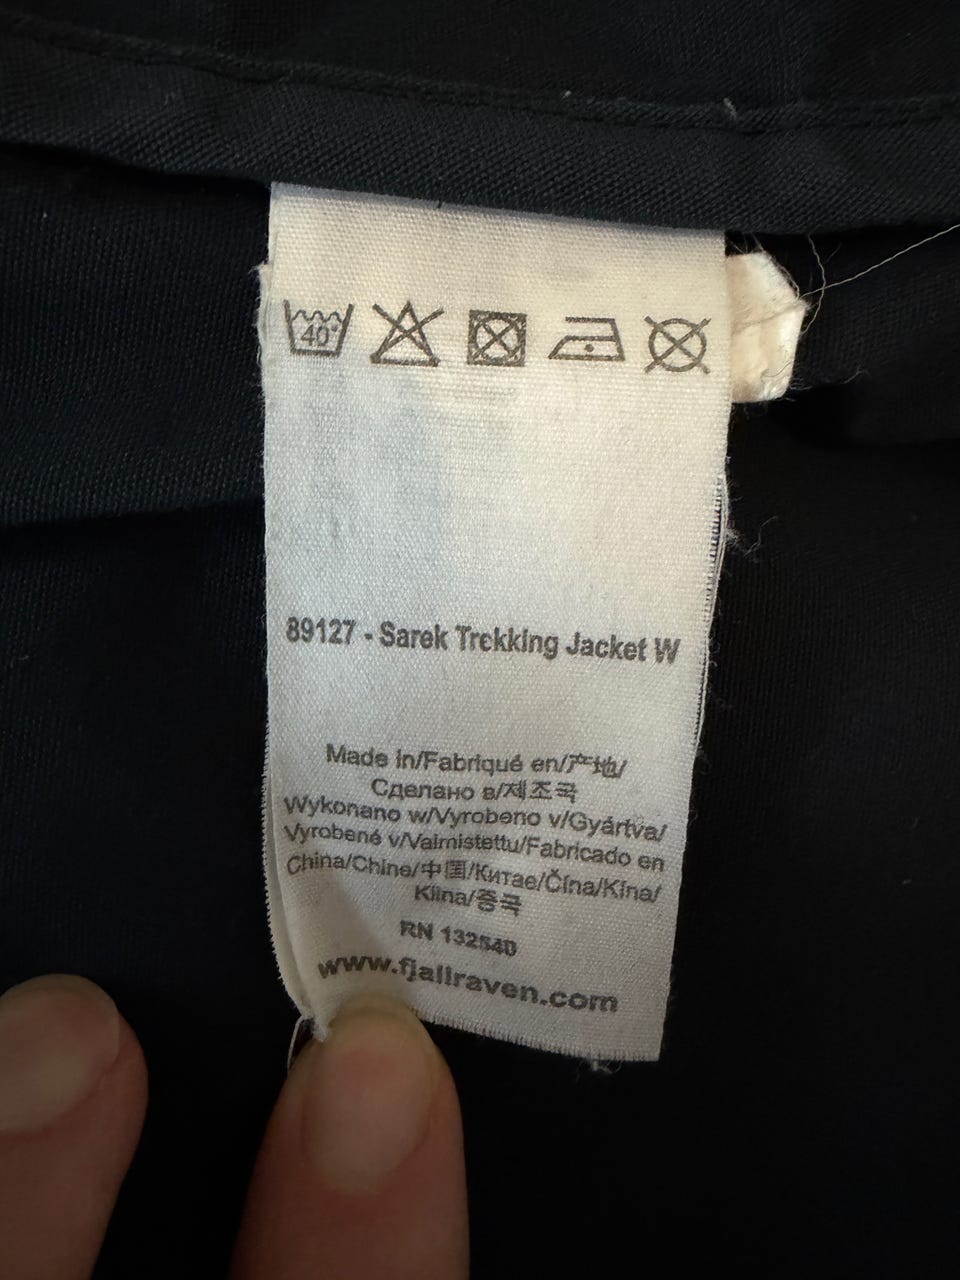 40°
89127 - Sarek Trekking Jacket W
Made in/Fabriqué en/产地/
Сделано в/제조국
Wykonano w/Vyrobeno v/Gyártva/
Vyrobené v/Valmistettu/Fabricado en
China/Chine/中国/Китае/Čína/Kína/
Kiina/중국
RN 132540
www.fjallraven.com